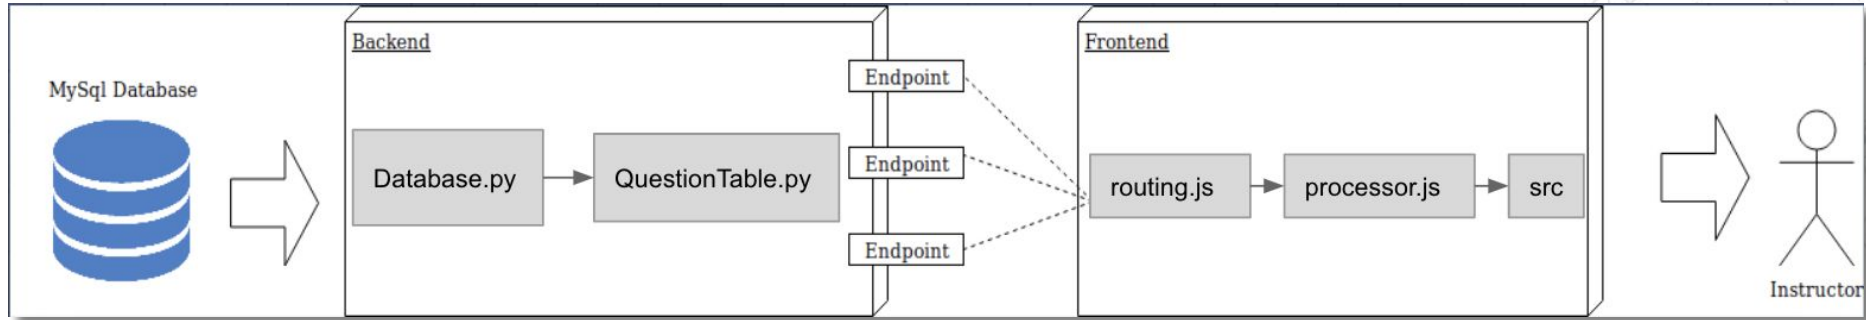 MySql Database
Backend
Database.py
QuestionTable.py
Endpoint
Endpoint
Endpoint
Frontend
routing.js
processor.js
src
Instructor